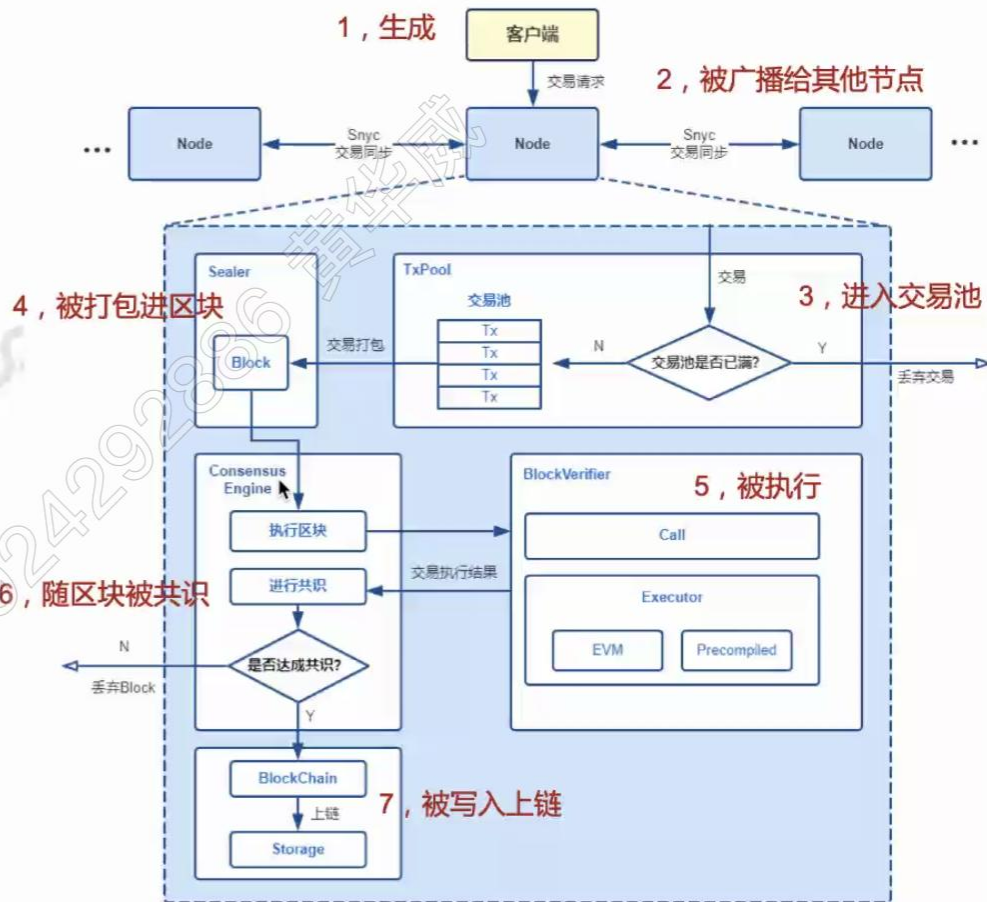 1，生成
客户端
交易请求
2，被广播给其他节点
...
Node
Snyc
交易同步
Node
Snyc
交易同步
Node
...
Sealer
TxPool
交易
3，进入交易池
4，被打包进区块
交易池
Tx
Tx
Tx
Tx
Block
交易打包
N
交易池是否已满?
Y
丢弃交易
Consensus
Engine
BlockVerifier
5，被执行
执行区块
Call
交易执行结果
进行共识
6，随区块被共识
Executor
EVM
Precompiled
N
是否达成共识?
丢弃Block
Y
BlockChain
7，被写入上链
上链
Storage
924292886 黄华威